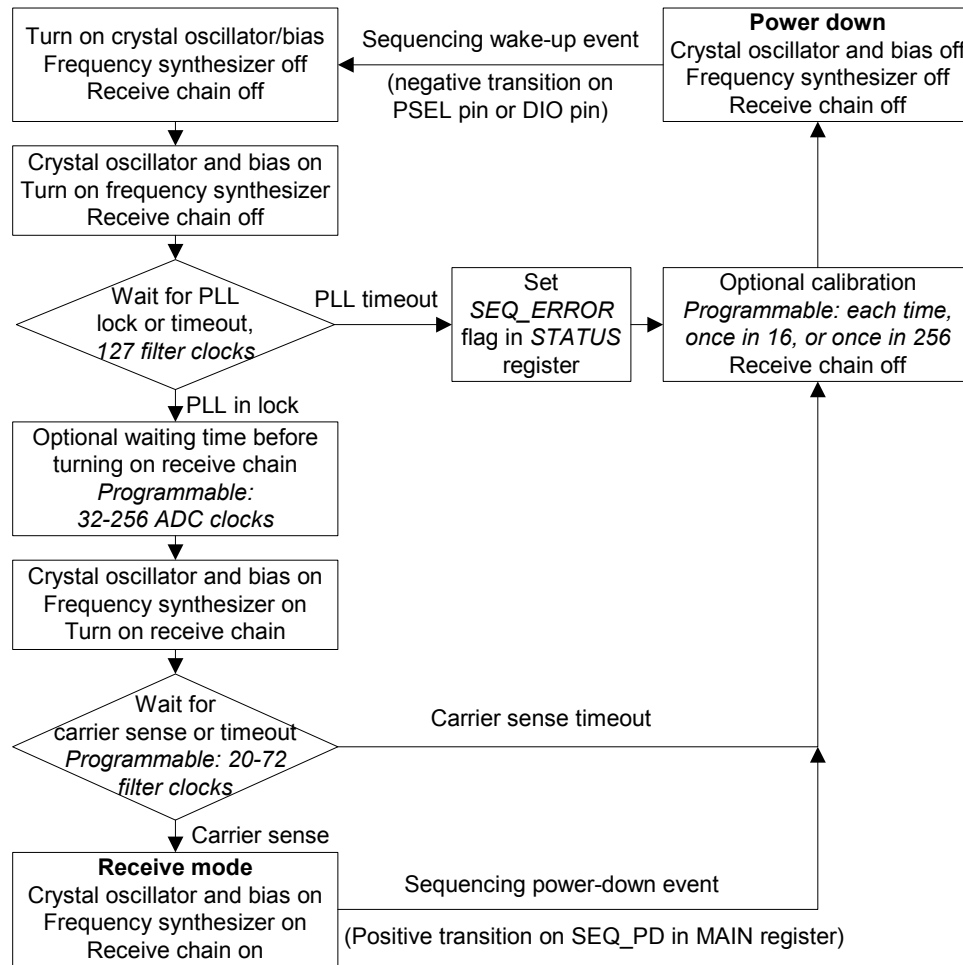 Turn on crystal oscillator/bias
Frequency synthesizer off
Receive chain off
Sequencing wake-up event
(negative transition on
PSEL pin or DIO pin)
Power down
Crystal oscillator and bias off
Frequency synthesizer off
Receive chain off
Crystal oscillator and bias on
Turn on frequency synthesizer
Receive chain off
Wait for PLL
lock or timeout,
127 filter clocks
PLL timeout
Set
SEQ_ERROR
flag in STATUS
register
Optional calibration
Programmable: each time,
once in 16, or once in 256
Receive chain off
PLL in lock
Optional waiting time before
turning on receive chain
Programmable:
32-256 ADC clocks
Crystal oscillator and bias on
Frequency synthesizer on
Turn on receive chain
Wait for
carrier sense or timeout
Programmable: 20-72
filter clocks
Carrier sense timeout
Carrier sense
Receive mode
Crystal oscillator and bias on
Frequency synthesizer on
Receive chain on
Sequencing power-down event
(Positive transition on SEQ_PD in MAIN register)